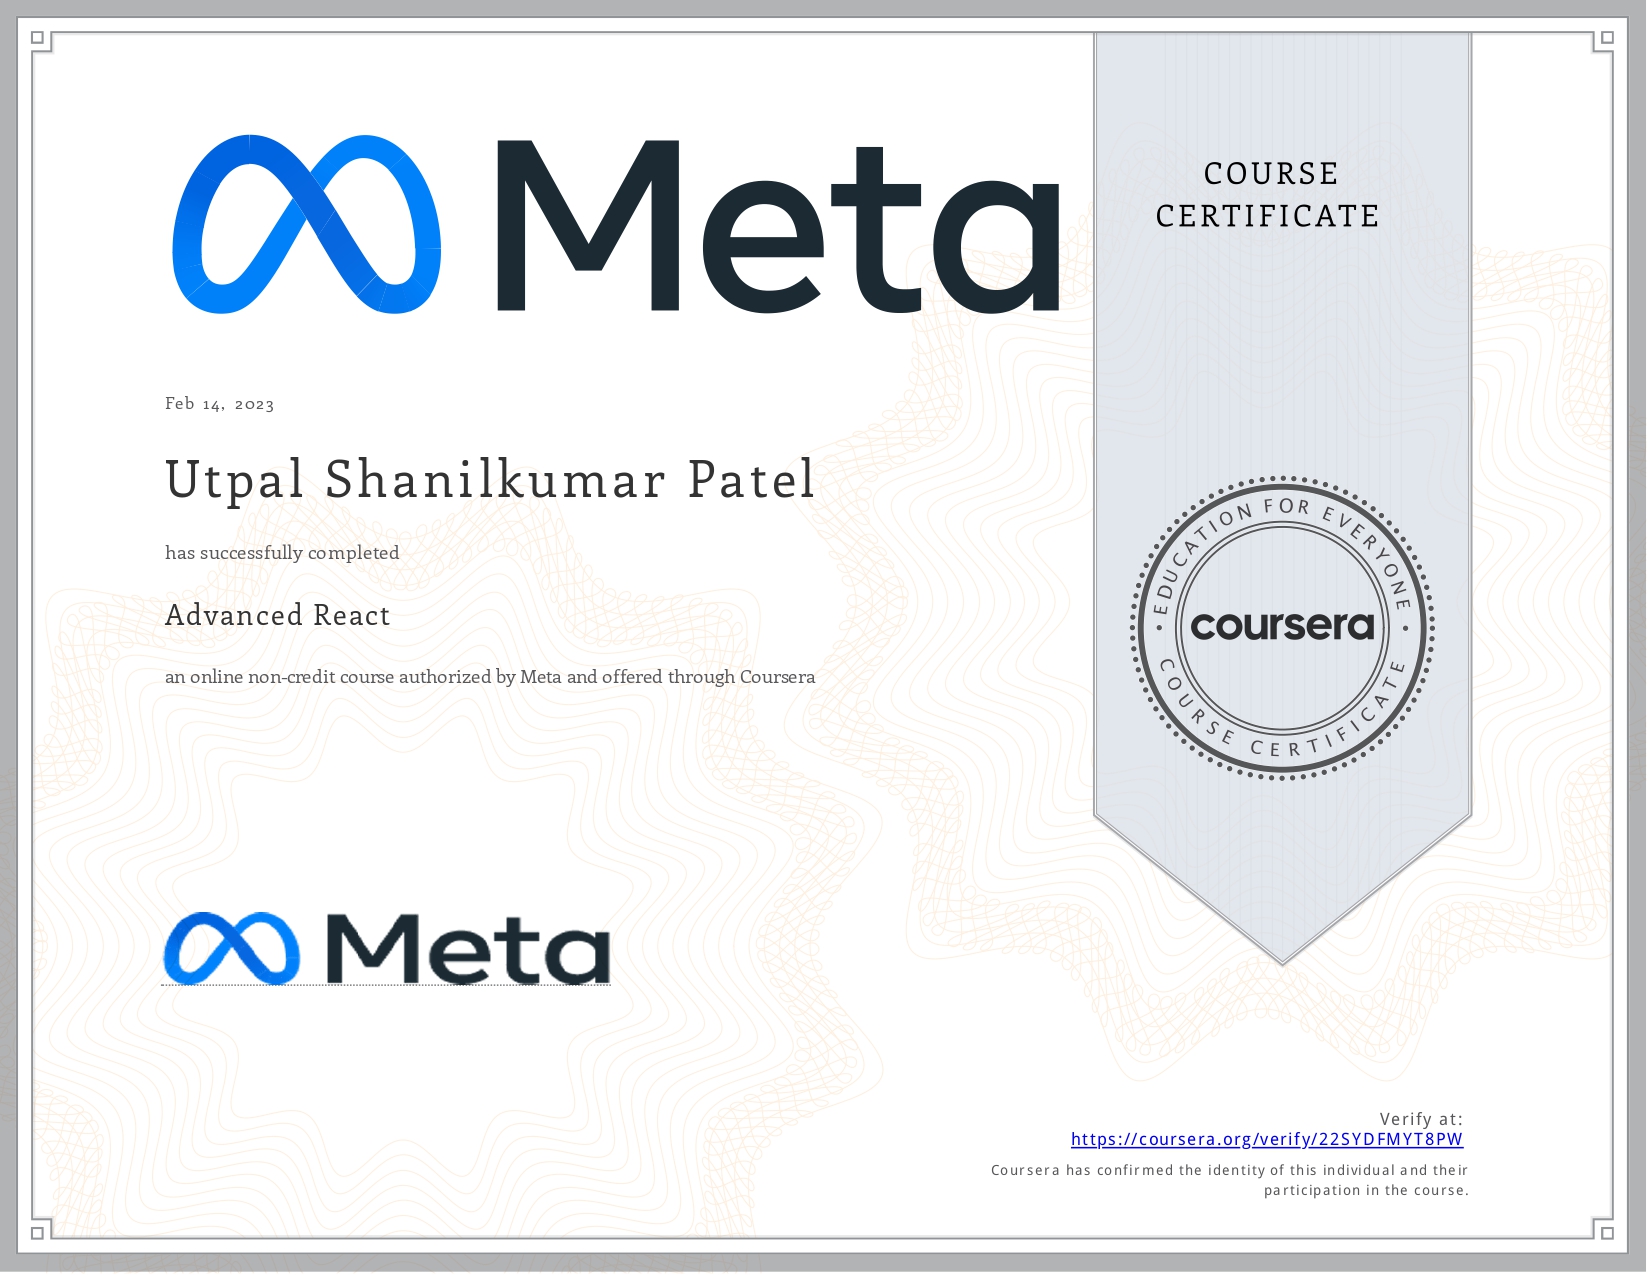 Meta
COURSE
CERTIFICATE
Feb 14, 2023
Utpal Shanilkumar Patel
has successfully completed
Advanced React
an online non-credit course authorized by Meta and offered through Coursera
EDUCATION FOR EVERYONE
coursera
COURSE CERTIFICATE
Meta
Verify at:
https://coursera.org/verify/22SYDFMYT8PW
Coursera has confirmed the identity of this individual and their
participation in the course.